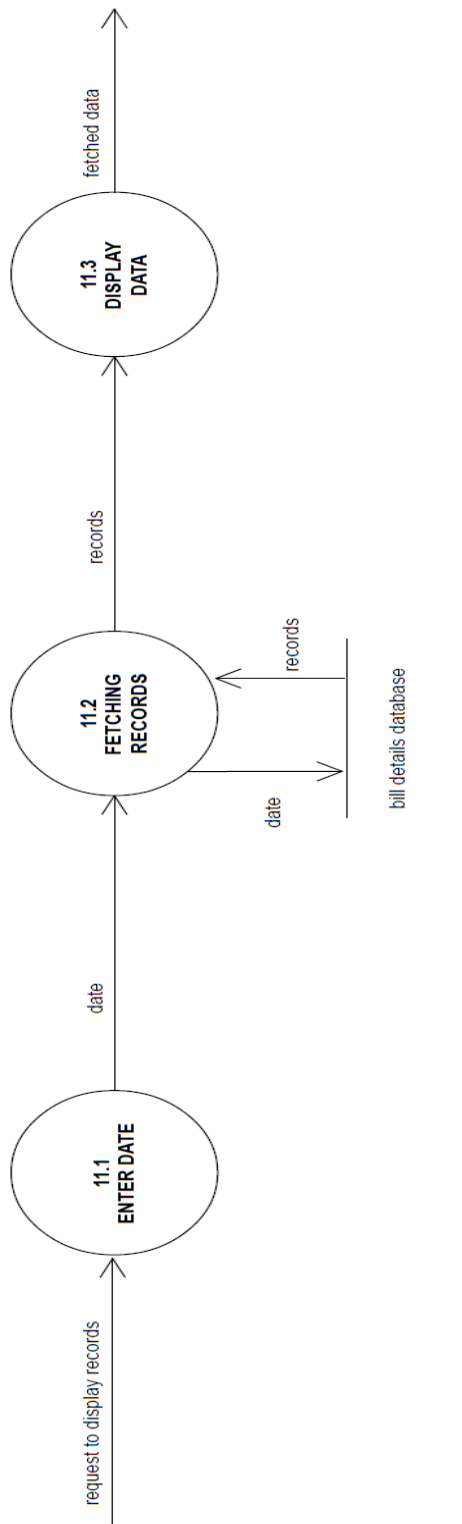 request to display records
11.1
ENTER DATE
date
11.2
FETCHING
RECORDS
date
records
bill details database
records
11.3
DISPLAY
DATA
fetched data